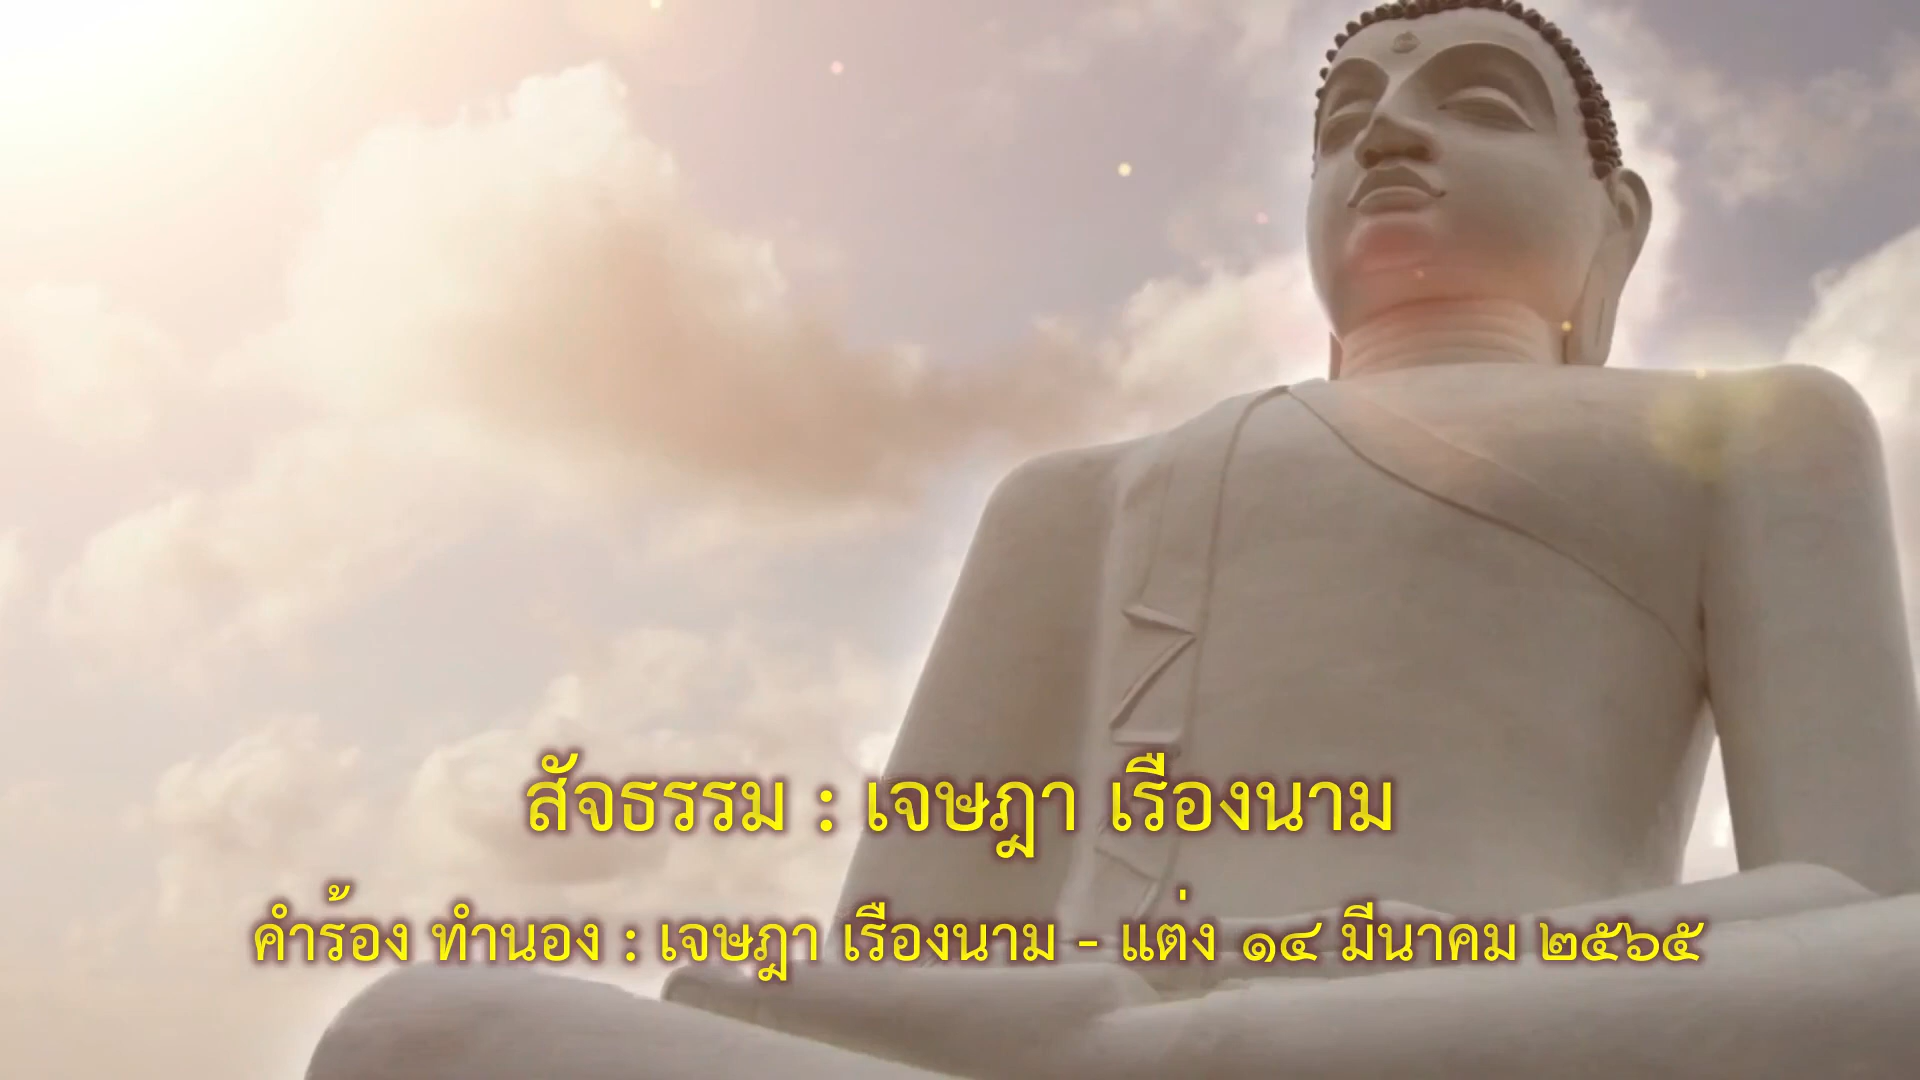 สัจธรรม : เจษฎา เรืองนาม
คำร้อง ทำนอง : เจษฎา เรืองนาม - แต่ง ๑๔ มีนาคม ๒๕๖๕